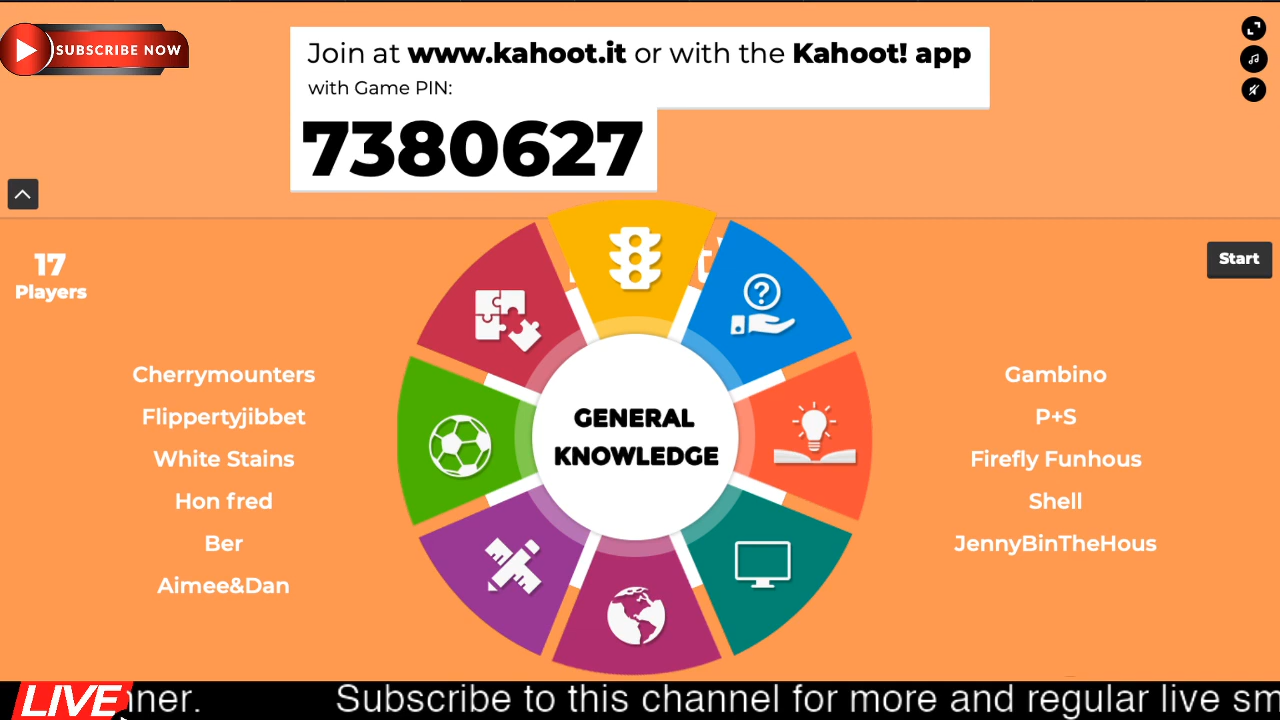 SUBSCRIBE NOW
Join at www.kahoot.it or with the Kahoot! app
with Game PIN:
7380627
17
Players
Start
Cherrymounters
Flippertyjibbet
White Stains
Hon fred
Ber
Aimee&Dan
GENERAL
KNOWLEDGE
Gambino
P+S
Firefly Funhous
Shell
JennyBinTheHous
LIVE
nner. Subscribe to this channel for more and regular live sm